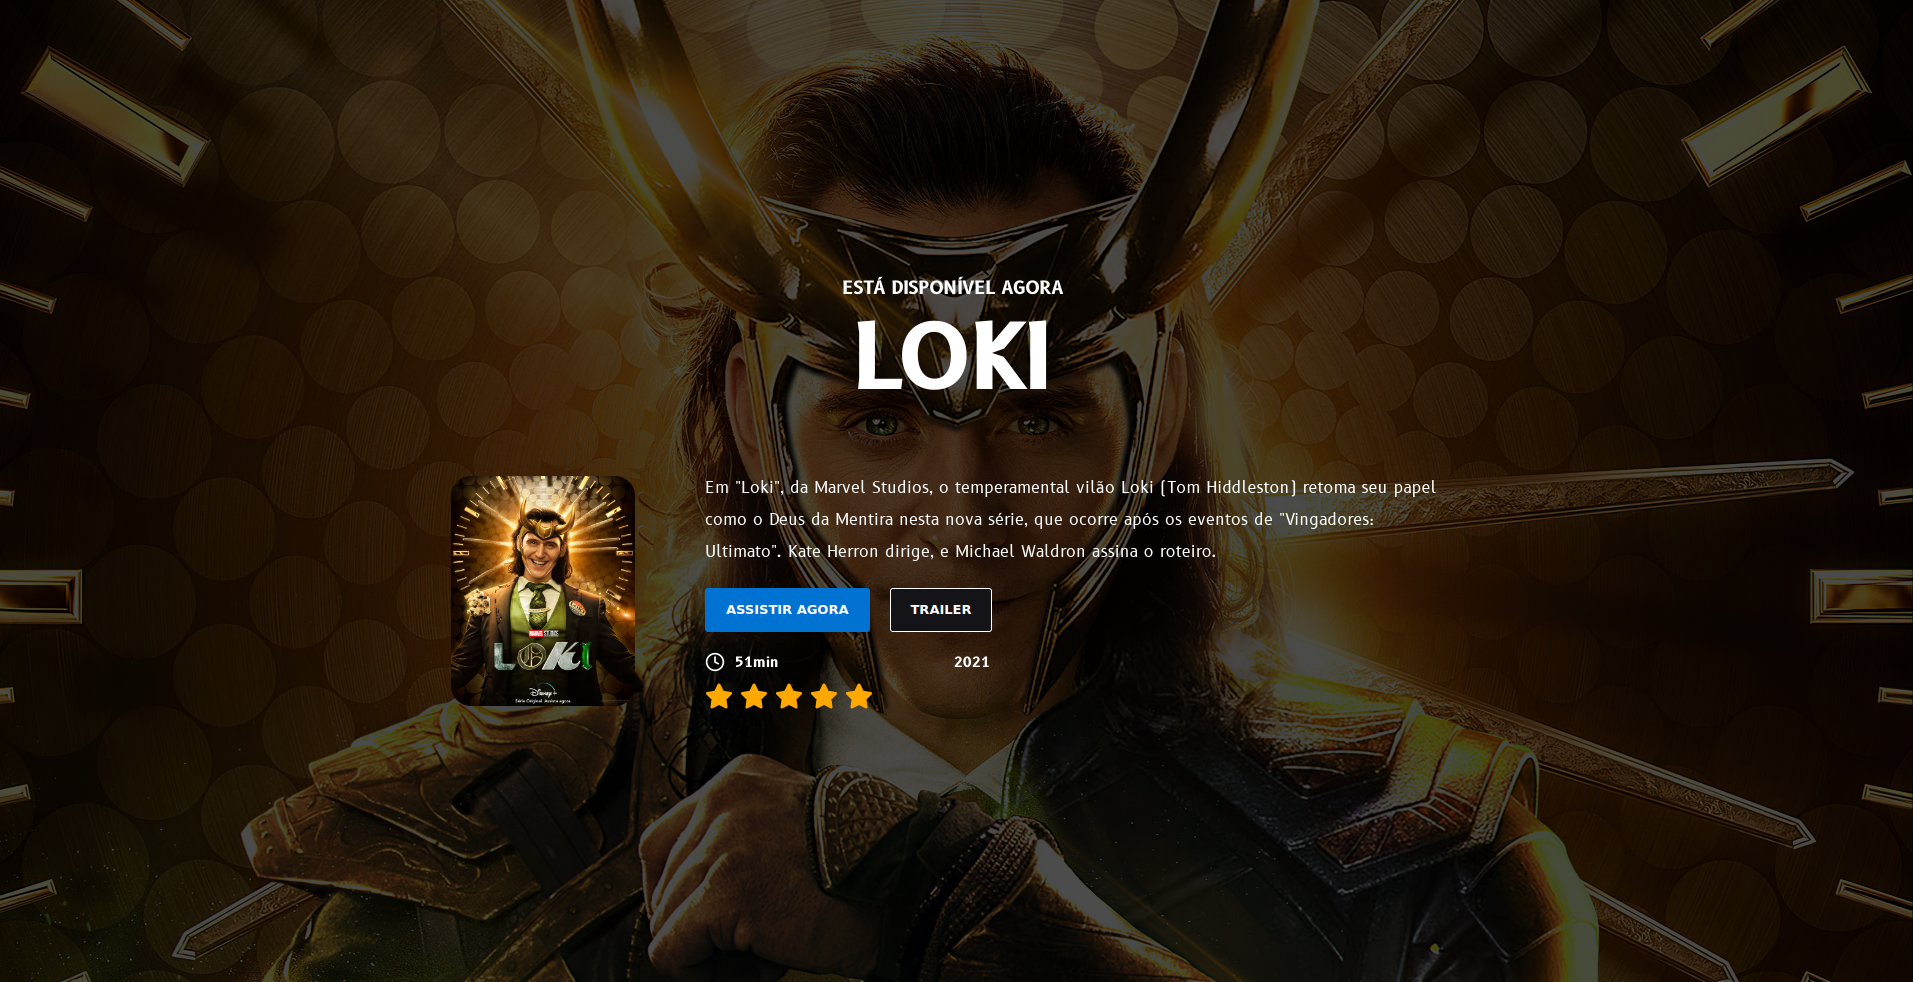 ESTÁ DISPONÍVEL AGORA
LOKI
Em "Loki", da Marvel Studios, o temperamental vilão Loki (Tom Hiddleston) retoma seu papel
como o Deus da Mentira nesta nova série, que ocorre após os eventos de "Vingadores:
Ultimato". Kate Herron dirige, e Michael Waldron assina o roteiro.
MARVEL STUDIOS
LOKI
Disney+
Série Original. Assista agora.
ASSISTIR AGORA TRAILER
51min 2021